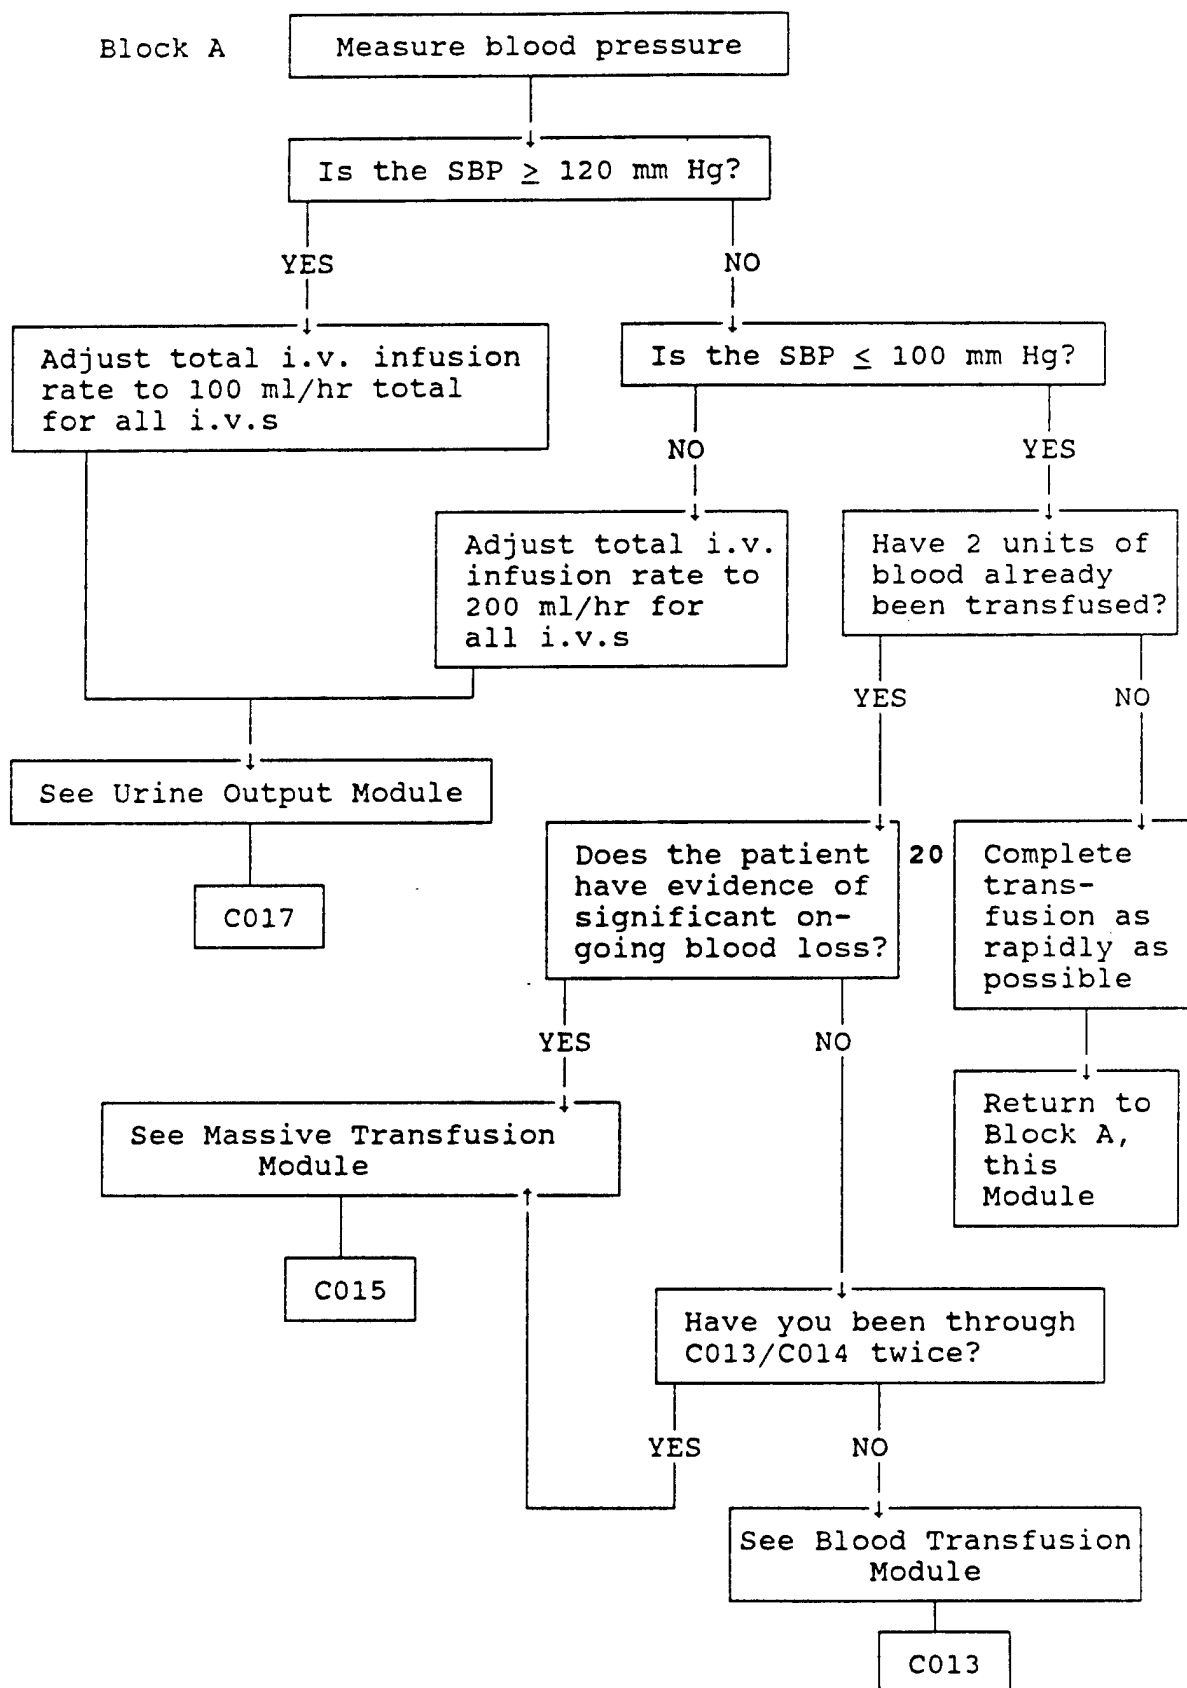 Block A
Measure blood pressure
Is the SBP ≥ 120 mm Hg?
YES
NO
Adjust total i.v. infusion
rate to 100 ml/hr total
for all i.v.s
Is the SBP ≤ 100 mm Hg?
NO
YES
Adjust total i.v.
infusion rate to
200 ml/hr for
all i.v.s
Have 2 units of
blood already
been transfused?
YES
NO
See Urine Output Module
C017
Does the patient
have evidence of
significant on-
going blood loss?
20
Complete
trans-
fusion as
rapidly as
possible
YES
NO
Return to
Block A,
this
Module
See Massive Transfusion
Module
C015
Have you been through
C013/C014 twice?
YES
NO
See Blood Transfusion
Module
C013